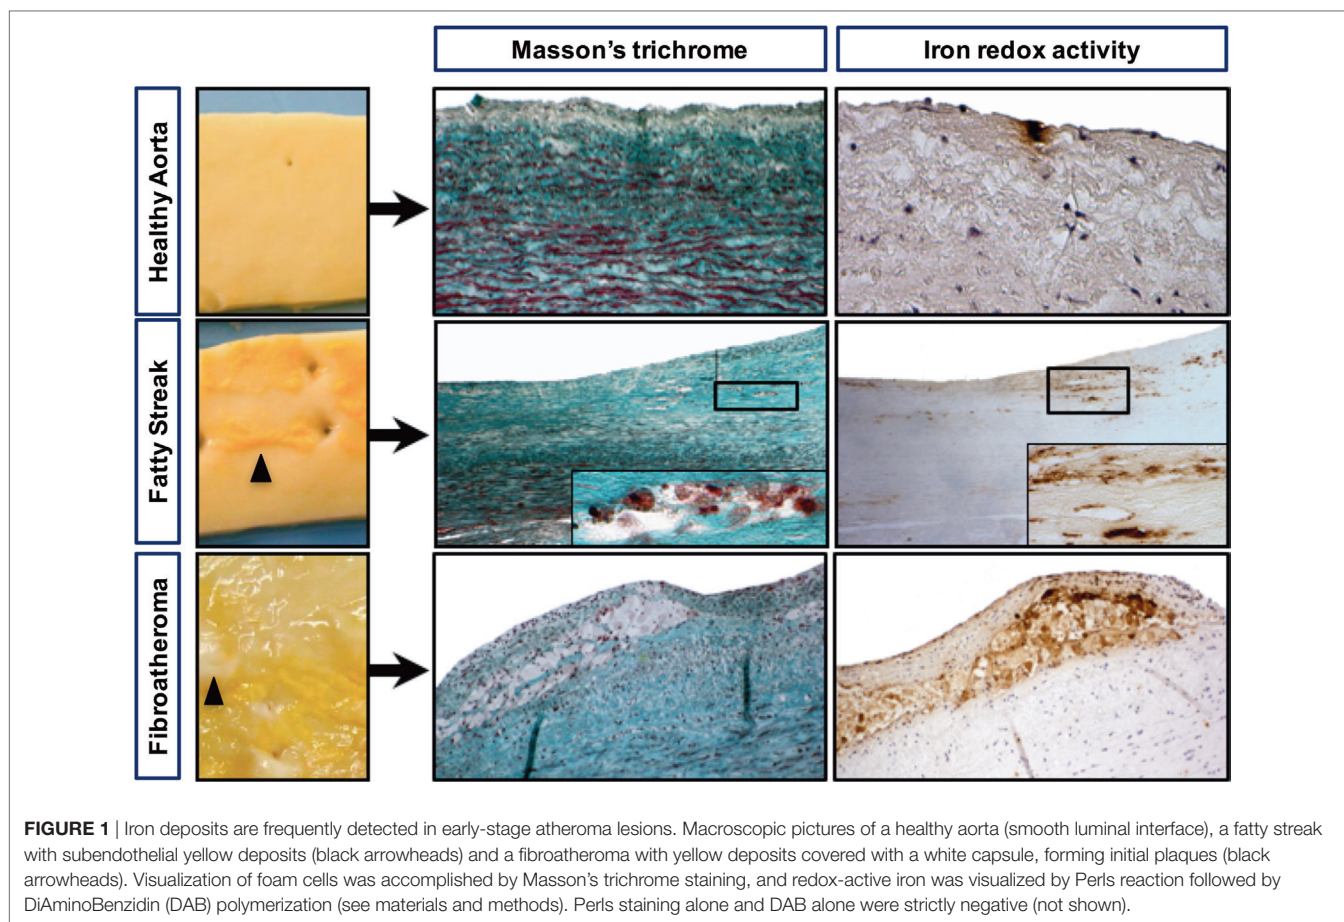 Masson's trichrome
Iron redox activity
Healthy Aorta
Fatty Streak
Fibroatheroma
FIGURE 1 | Iron deposits are frequently detected in early-stage atheroma lesions. Macroscopic pictures of a healthy aorta (smooth luminal interface), a fatty streak
with subendothelial yellow deposits (black arrowheads) and a fibroatheroma with yellow deposits covered with a white capsule, forming initial plaques (black
arrowheads). Visualization of foam cells was accomplished by Masson's trichrome staining, and redox-active iron was visualized by Perls reaction followed by
DiAminoBenzidin (DAB) polymerization (see materials and methods). Perls staining alone and DAB alone were strictly negative (not shown).